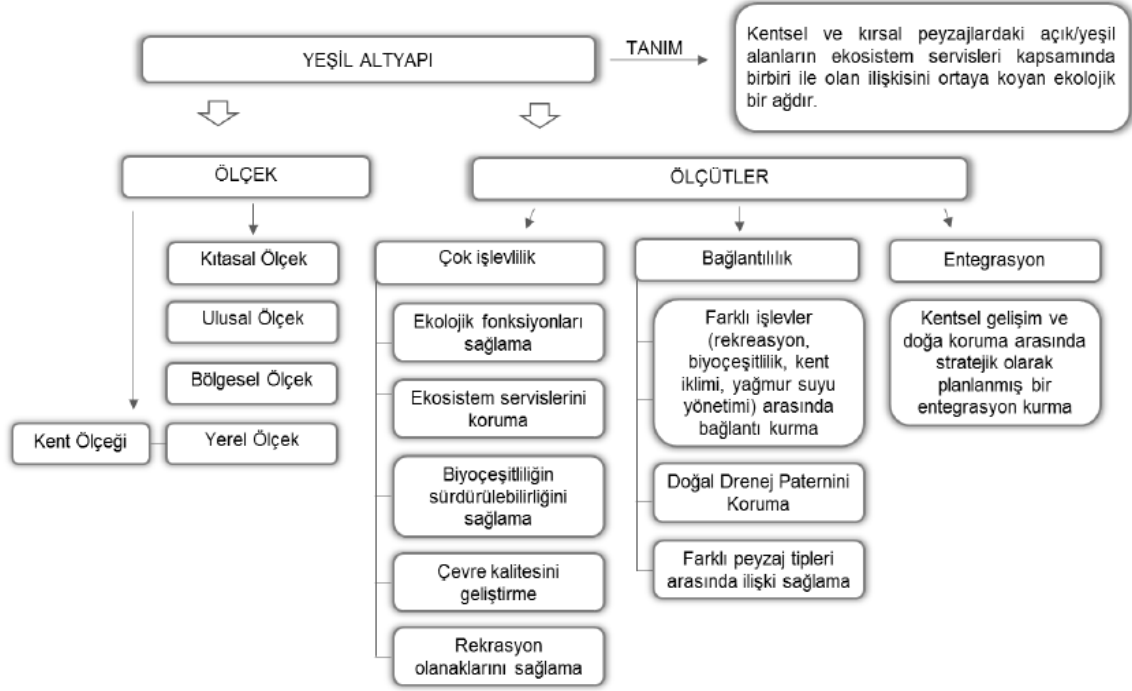 YEŞİL ALTYAPI
TANIM
Kentsel ve kırsal peyzajlardaki açık/yeşil
alanların ekosistem servisleri kapsamında
birbiri ile olan ilişkisini ortaya koyan ekolojik
bir ağdır.
ÖLÇEK
Kıtasal Ölçek
Ulusal Ölçek
Bölgesel Ölçek
Kent Ölçeği
Yerel Ölçek
ÖLÇÜTLER
Çok işlevlilik
Ekolojik fonksiyonları
sağlama
Ekosistem servislerini
koruma
Biyoçeşitliliğin
sürdürülebilirliğini
sağlama
Çevre kalitesini
geliştirme
Rekrasyon
olanaklarını sağlama
Bağlantılılık
Farklı işlevler
(rekreasyon,
biyoçeşitlilik, kent
iklimi, yağmur suyu
yönetimi) arasında
bağlantı kurma
Doğal Drenej Paternini
Koruma
Farklı peyzaj tipleri
arasında ilişki sağlama
Entegrasyon
Kentsel gelişim ve
doğa koruma arasında
stratejik olarak
planlanmış bir
entegrasyon kurma